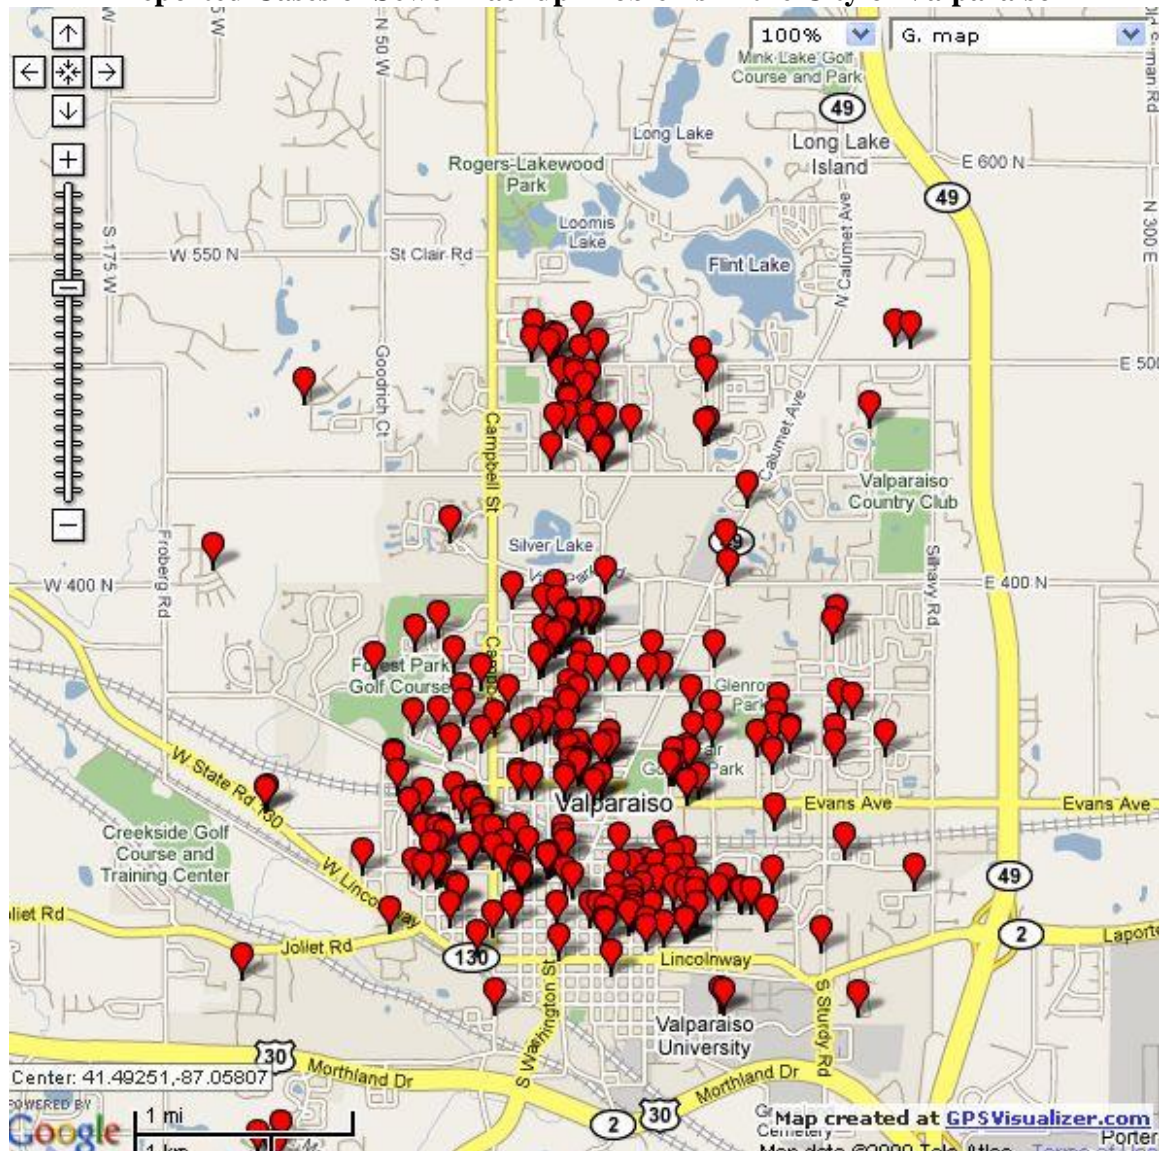 100%
G. map
N 50 W
Mink Lake Golf
Course and Park
49
Long Lake
Long Lake
Island
E 600 N
Rogers-Lakewood
Park
49
N 300 E
S 175 W
Loomis
Lake
N Calumet Ave
W 550 N
St Clair Rd
Flint Lake
Goodrich Ct
E 500
Campbell St
Calumet Ave
Valparaiso
Country Club
Froberg Rd
Silver Lake
Silhavy Rd
W 400 N
E 400 N
Forest Park
Golf Course
Glenrose
Park
W State Rd 130
Valparaiso
Evans Ave
Evans Ave
Creekside Golf
Course and
Training Center
W Lincolnway
49
Joliet Rd
2
Laporte
130
Lincolnway
S Washington St
S Sturdy Rd
Valparaiso
University
30
Morthland Dr
Morthland Dr
Center: 41.49251,-87.05807
POWERED BY
Google
1 mi
1 km
2
30
Map created at GPSVisualizer.com
Porter